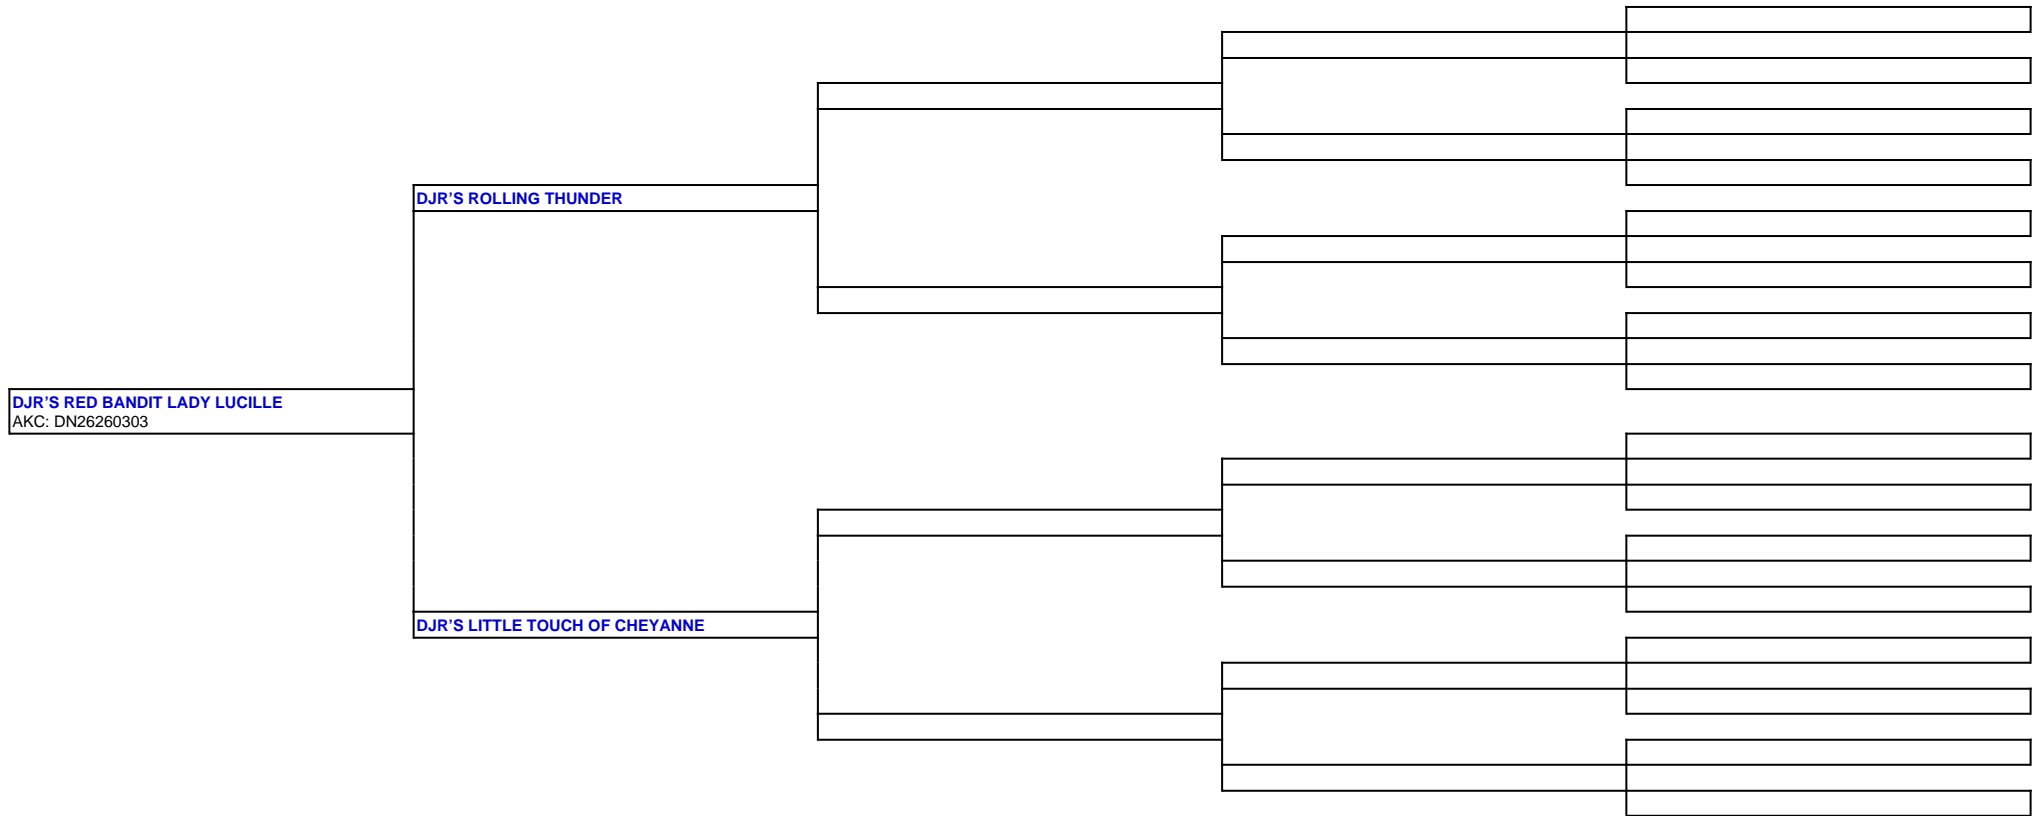 DJR’S ROLLING THUNDER
DJR’S RED BANDIT LADY LUCILLE
AKC: DN26260303
DJR’S LITTLE TOUCH OF CHEYANNE